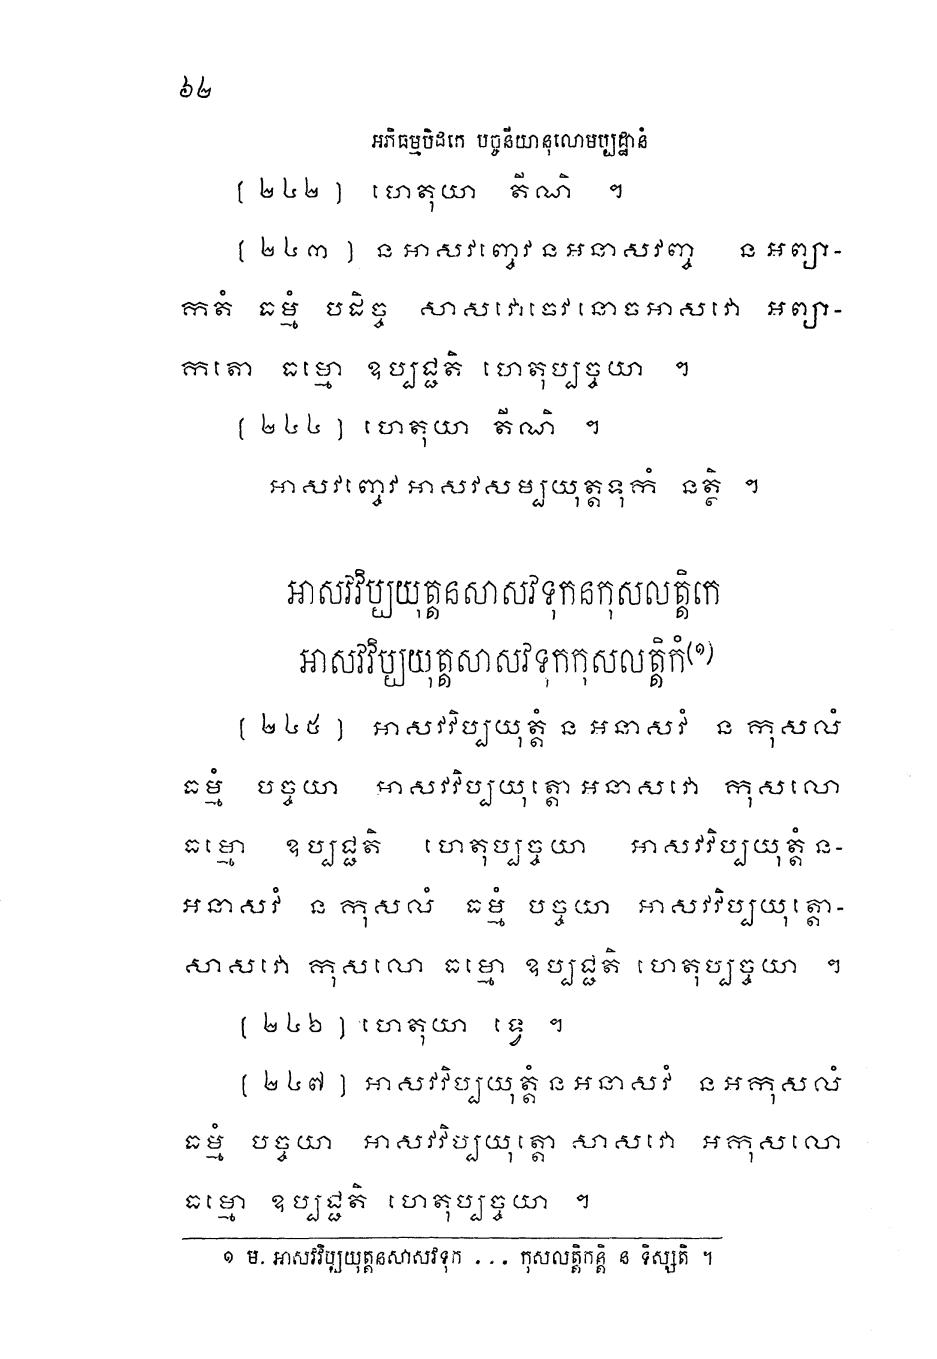 ៦២
អភិធម្មបិដកេ បច្ចនីយានុលោមប្បដ្ឋានំ
[ ២៤២ ] ហេតុយា តីណិ ។
[ ២៤៣ ] ន អាសវញ្ចេវ ន អនាសវញ្ច ន អព្យា-
កតំ ធម្មំ បដិច្ច សាសវោចេវនោចអាសវោ អព្យា-
កតោ ធម្មោ ឧប្បជ្ជតិ ហេតុប្បច្ចយា ។
[ ២៤៤ ] ហេតុយា តីណិ ។
អាសវញ្ចេវអាសវសម្បយុត្តទុកំ នត្ថិ ។
អាសវវិប្បយុត្តនសាសវទុកនកុសលត្តិកេ
អាសវវិប្បយុត្តសាសវទុកកុសលត្តិកំ(១)
[ ២៤៥ ] អាសវវិប្បយុត្តំ ន អនាសវំ ន កុសលំ
ធម្មំ បច្ចយា អាសវវិប្បយុត្តោ អនាសវោ កុសលោ
ធម្មោ ឧប្បជ្ជតិ ហេតុប្បច្ចយា អាសវវិប្បយុត្តំ ន-
អនាសវំ ន កុសលំ ធម្មំ បច្ចយា អាសវវិប្បយុត្តោ-
សាសវោ កុសលោ ធម្មោ ឧប្បជ្ជតិ ហេតុប្បច្ចយា ។
[ ២៤៦ ] ហេតុយា ទ្វេ ។
[ ២៤៧ ] អាសវវិប្បយុត្តំ ន អនាសវំ ន អកុសលំ
ធម្មំ បច្ចយា អាសវវិប្បយុត្តោ សាសវោ អកុសលោ
ធម្មោ ឧប្បជ្ជតិ ហេតុប្បច្ចយា ។
១ ម. អាសវវិប្បយុត្តនសាសវទុក ... កុសលត្តិកន្តិ ន ទិស្សតិ ។